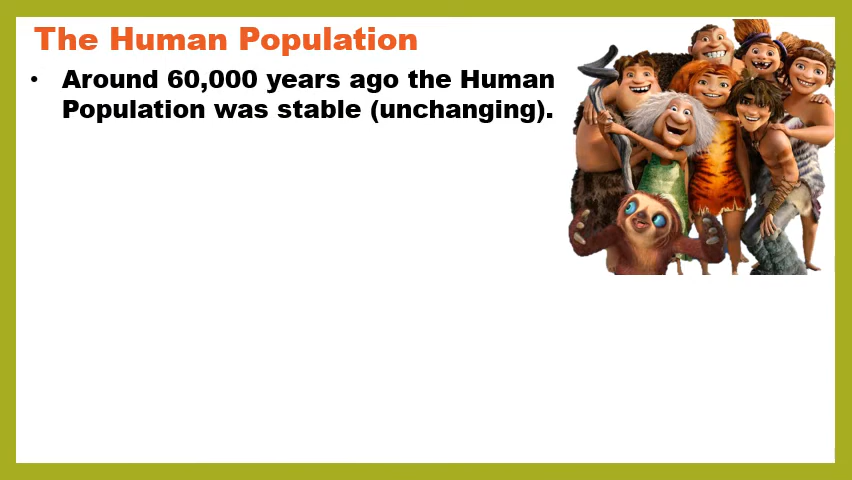 The Human Population
• Around 60,000 years ago the Human
Population was stable (unchanging).